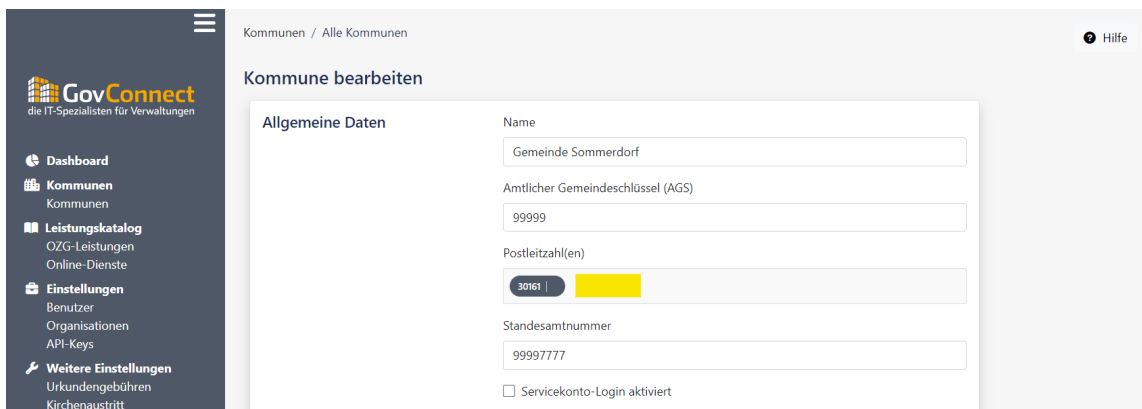 GovConnect
die IT-Spezialisten für Verwaltungen
Dashboard
Kommunen
Kommunen
Leistungskatalog
OZG-Leistungen
Online-Dienste
Einstellungen
Benutzer
Organisationen
API-Keys
Weitere Einstellungen
Urkundengebühren
Kirchenaustritt
Kommunen / Alle Kommunen
Hilfe
Kommune bearbeiten
Allgemeine Daten
Name
Gemeinde Sommerdorf
Amtlicher Gemeindeschlüssel (AGS)
99999
Postleitzahl(en)
30161 |
Standesamtnummer
99997777
Servicekonto-Login aktiviert